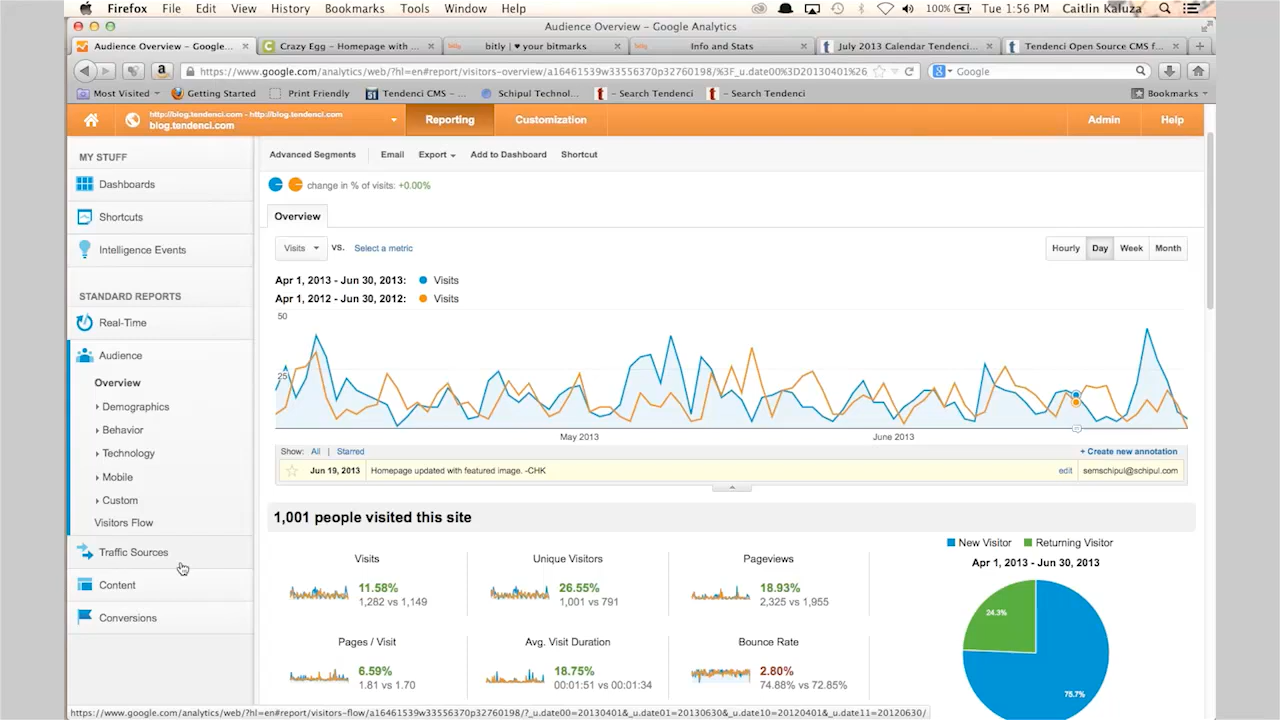 Firefox File Edit View History Bookmarks Tools Window Help 100% Tue 1:56 PM Caitlin Kaluza
Audience Overview - Google Analytics
Audience Overview - Google... Crazy Egg - Homepage with ... bitly | ♥ your bitmarks Info and Stats July 2013 Calendar Tendenci... Tendenci Open Source CMS f...
https://www.google.com/analytics/web/?hl=en#report/visitors-overview/a16461539w33556370p32760198/%3F_u.date00%3D20130401%26 Google
Most Visited Getting Started Print Friendly Tendenci CMS -... Schipul Technol... - Search Tendenci - Search Tendenci Bookmarks
http://blog.tendenci.com - http://blog.tendenci.com
blog.tendenci.com
Reporting Customization Admin Help
MY STUFF
Dashboards
Shortcuts
Intelligence Events
STANDARD REPORTS
Real-Time
Audience
Overview
Demographics
Behavior
Technology
Mobile
Custom
Visitors Flow
Traffic Sources
Content
Conversions
Advanced Segments Email Export Add to Dashboard Shortcut
change in % of visits: +0.00%
Overview
Visits VS. Select a metric Hourly Day Week Month
Apr 1, 2013 - Jun 30, 2013: Visits
Apr 1, 2012 - Jun 30, 2012: Visits
50
25
May 2013 June 2013
Show: All | Starred + Create new annotation
Jun 19, 2013 Homepage updated with featured image. -CHK edit semschipul@schipul.com
1,001 people visited this site
Visits
11.58%
1,282 vs 1,149
Unique Visitors
26.55%
1,001 vs 791
Pageviews
18.93%
2,325 vs 1,955
Pages / Visit
6.59%
1.81 vs 1.70
Avg. Visit Duration
18.75%
00:01:51 vs 00:01:34
Bounce Rate
2.80%
74.88% vs 72.85%
New Visitor Returning Visitor
Apr 1, 2013 - Jun 30, 2013
24.3%
75.7%
https://www.google.com/analytics/web/?hl=en#report/visitors-flow/a16461539w33556370p32760198/?_u.date00=20130401&_u.date01=20130630&_u.date10=20120401&_u.date11=20120630/